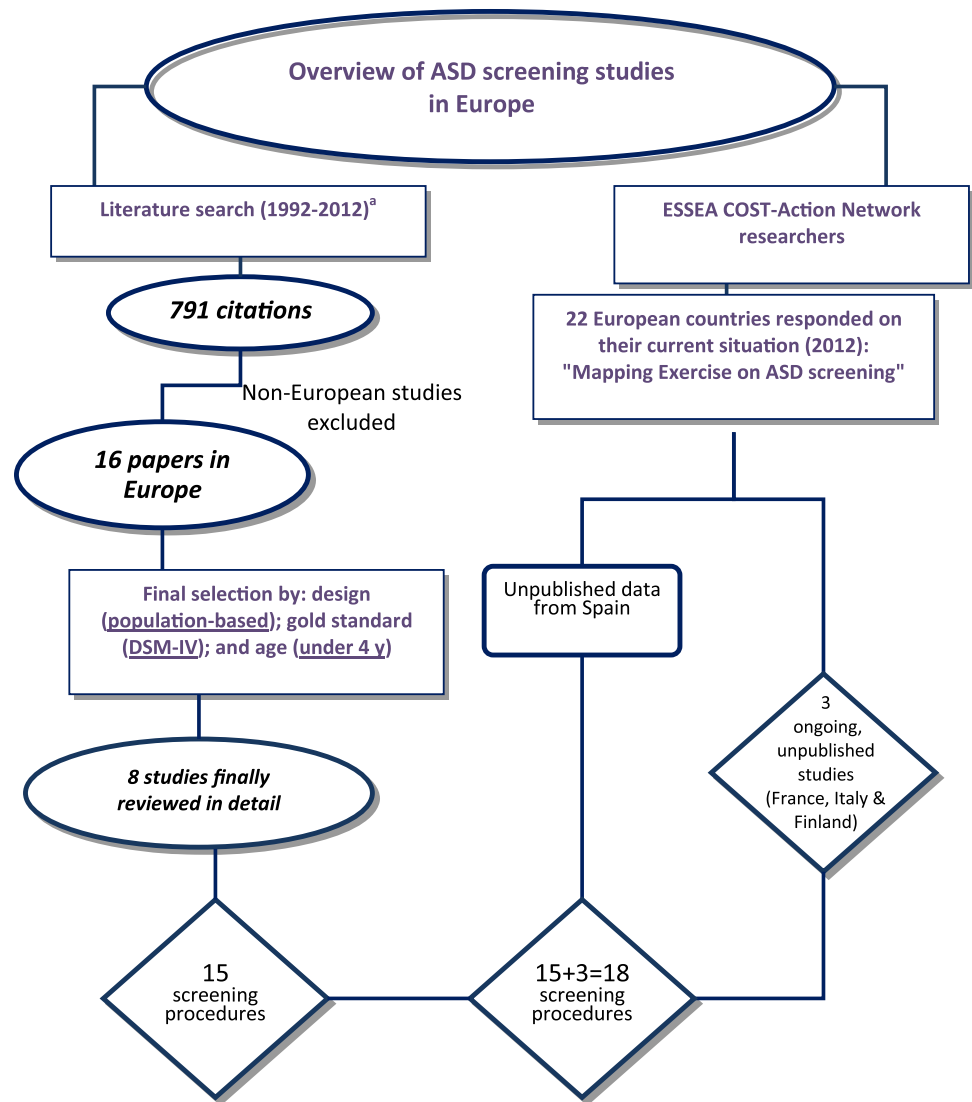 Overview of ASD screening studies
in Europe
Literature search (1992-2012)ª
791 citations
Non-European studies
excluded
16 papers in
Europe
Final selection by: design
(population-based); gold standard
(DSM-IV); and age (under 4 y)
8 studies finally
reviewed in detail
15
screening
procedures
ESSEA COST-Action Network
researchers
22 European countries responded on
their current situation (2012):
"Mapping Exercise on ASD screening"
Unpublished data
from Spain
3
ongoing,
unpublished
studies
(France, Italy &
Finland)
15+3=18
screening
procedures